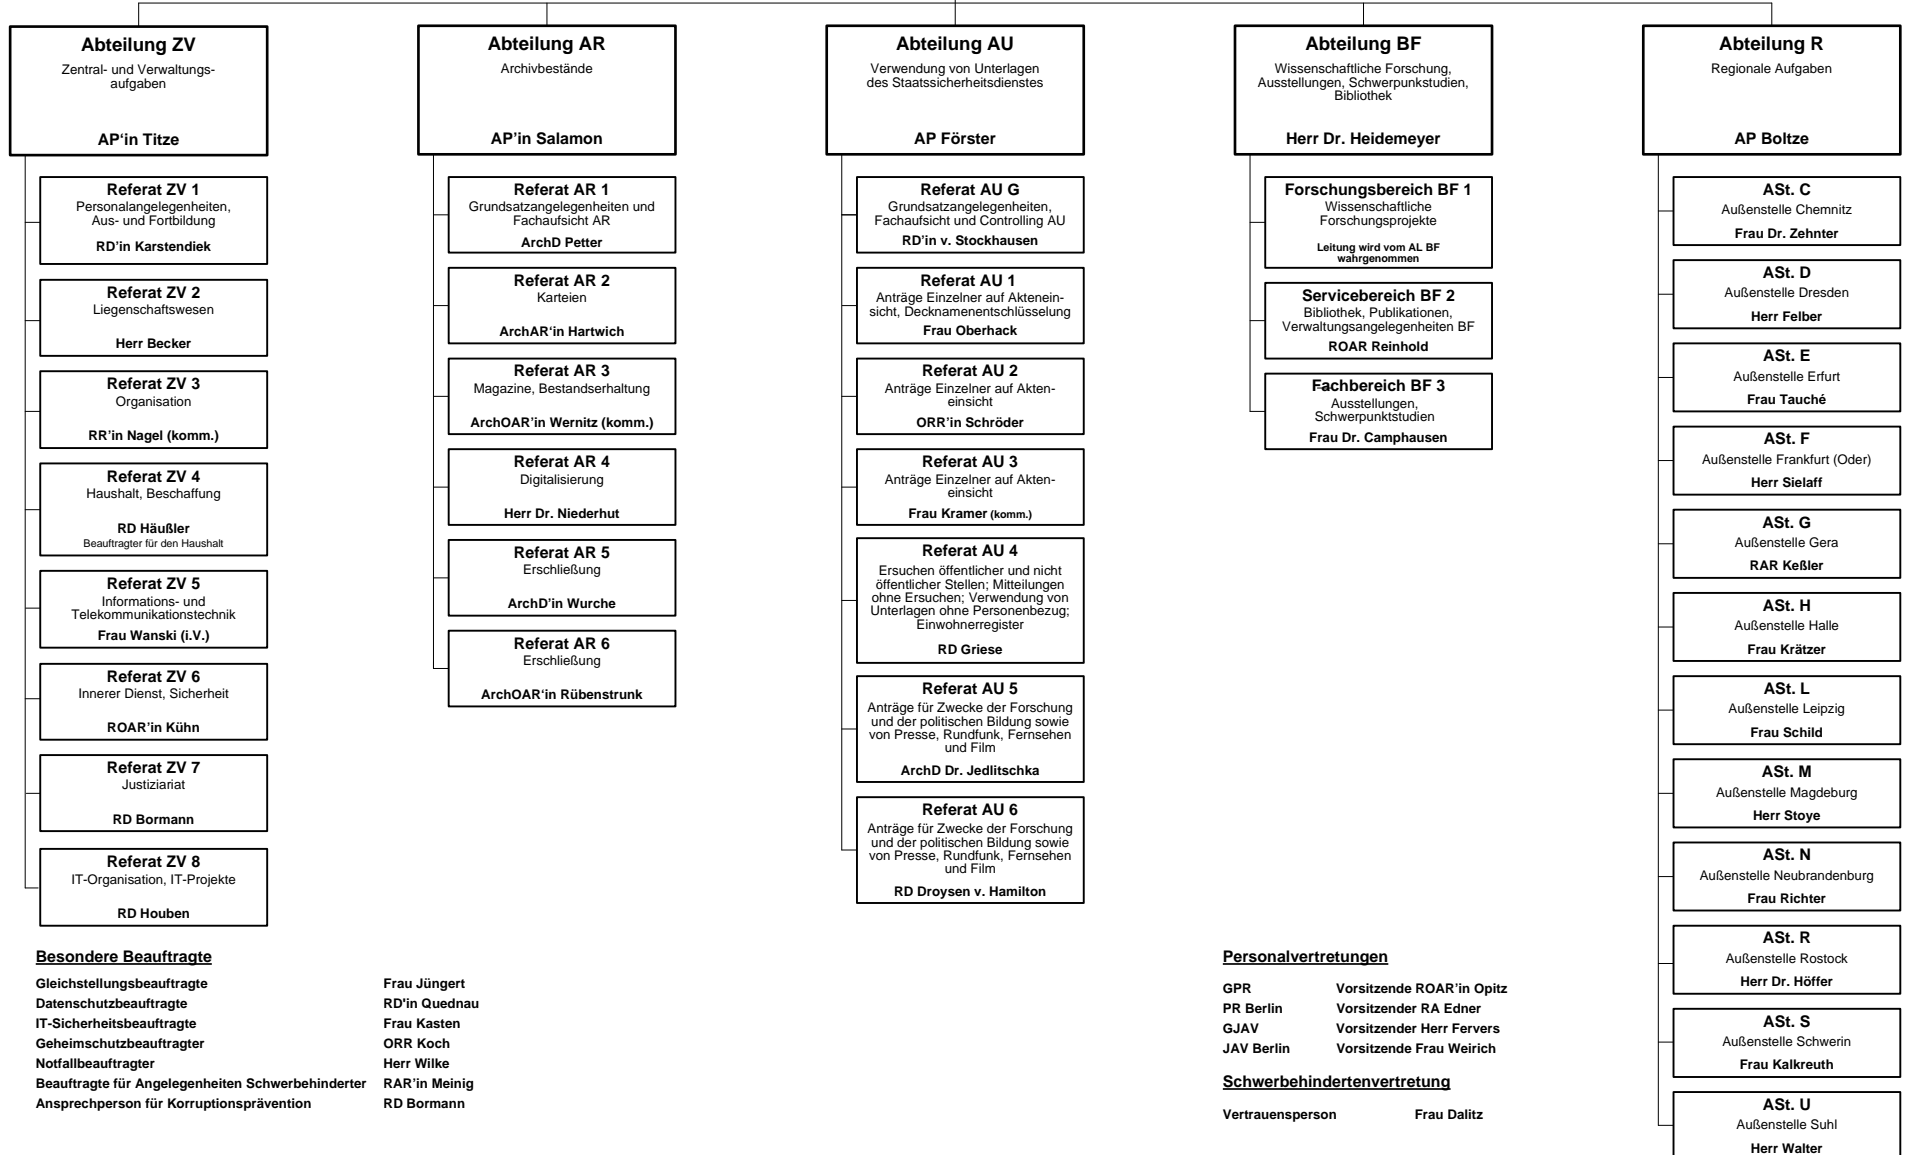 Abteilung ZV
Zentral- und Verwaltungs-
aufgaben
AP‘in Titze
Referat ZV 1
Personalangelegenheiten,
Aus- und Fortbildung
RD’in Karstendiek
Referat ZV 2
Liegenschaftswesen
Herr Becker
Referat ZV 3
Organisation
RR’in Nagel (komm.)
Referat ZV 4
Haushalt, Beschaffung
RD Häußler
Beauftragter für den Haushalt
Referat ZV 5
Informations- und
Telekommunikationstechnik
Frau Wanski (i.V.)
Referat ZV 6
Innerer Dienst, Sicherheit
ROAR’in Kühn
Referat ZV 7
Justiziariat
RD Bormann
Referat ZV 8
IT-Organisation, IT-Projekte
RD Houben
Abteilung AR
Archivbestände
AP’in Salamon
Referat AR 1
Grundsatzangelegenheiten und
Fachaufsicht AR
ArchD Petter
Referat AR 2
Karteien
ArchAR‘in Hartwich
Referat AR 3
Magazine, Bestandserhaltung
ArchOAR’in Wernitz (komm.)
Referat AR 4
Digitalisierung
Herr Dr. Niederhut
Referat AR 5
Erschließung
ArchD’in Wurche
Referat AR 6
Erschließung
ArchOAR‘in Rübenstrunk
Abteilung AU
Verwendung von Unterlagen
des Staatssicherheitsdienstes
AP Förster
Referat AU G
Grundsatzangelegenheiten,
Fachaufsicht und Controlling AU
RD’in v. Stockhausen
Referat AU 1
Anträge Einzelner auf Aktenein-
sicht, Decknamenentschlüsselung
Frau Oberhack
Referat AU 2
Anträge Einzelner auf Akten-
einsicht
ORR’in Schröder
Referat AU 3
Anträge Einzelner auf Akten-
einsicht
Frau Kramer (komm.)
Referat AU 4
Ersuchen öffentlicher und nicht
öffentlicher Stellen; Mitteilungen
ohne Ersuchen; Verwendung von
Unterlagen ohne Personenbezug;
Einwohnerregister
RD Griese
Referat AU 5
Anträge für Zwecke der Forschung
und der politischen Bildung sowie
von Presse, Rundfunk, Fernsehen
und Film
ArchD Dr. Jedlitschka
Referat AU 6
Anträge für Zwecke der Forschung
und der politischen Bildung sowie
von Presse, Rundfunk, Fernsehen
und Film
RD Droysen v. Hamilton
Abteilung BF
Wissenschaftliche Forschung,
Ausstellungen, Schwerpunkstudien,
Bibliothek
Herr Dr. Heidemeyer
Forschungsbereich BF 1
Wissenschaftliche
Forschungsprojekte
Leitung wird vom AL BF
wahrgenommen
Servicebereich BF 2
Bibliothek, Publikationen,
Verwaltungsangelegenheiten BF
ROAR Reinhold
Fachbereich BF 3
Ausstellungen,
Schwerpunktstudien
Frau Dr. Camphausen
Abteilung R
Regionale Aufgaben
AP Boltze
ASt. C
Außenstelle Chemnitz
Frau Dr. Zehnter
ASt. D
Außenstelle Dresden
Herr Felber
ASt. E
Außenstelle Erfurt
Frau Tauché
ASt. F
Außenstelle Frankfurt (Oder)
Herr Sielaff
ASt. G
Außenstelle Gera
RAR Keßler
ASt. H
Außenstelle Halle
Frau Krätzer
ASt. L
Außenstelle Leipzig
Frau Schild
ASt. M
Außenstelle Magdeburg
Herr Stoye
ASt. N
Außenstelle Neubrandenburg
Frau Richter
ASt. R
Außenstelle Rostock
Herr Dr. Höffer
ASt. S
Außenstelle Schwerin
Frau Kalkreuth
ASt. U
Außenstelle Suhl
Herr Walter
Besondere Beauftragte
Gleichstellungsbeauftragte Frau Jüngert
Datenschutzbeauftragte RD'in Quednau
IT-Sicherheitsbeauftragte Frau Kasten
Geheimschutzbeauftragter ORR Koch
Notfallbeauftragter Herr Wilke
Beauftragte für Angelegenheiten Schwerbehinderter RAR’in Meinig
Ansprechperson für Korruptionsprävention RD Bormann
Personalvertretungen
GPR Vorsitzende ROAR’in Opitz
PR Berlin Vorsitzender RA Edner
GJAV Vorsitzender Herr Fervers
JAV Berlin Vorsitzende Frau Weirich
Schwerbehindertenvertretung
Vertrauensperson Frau Dalitz